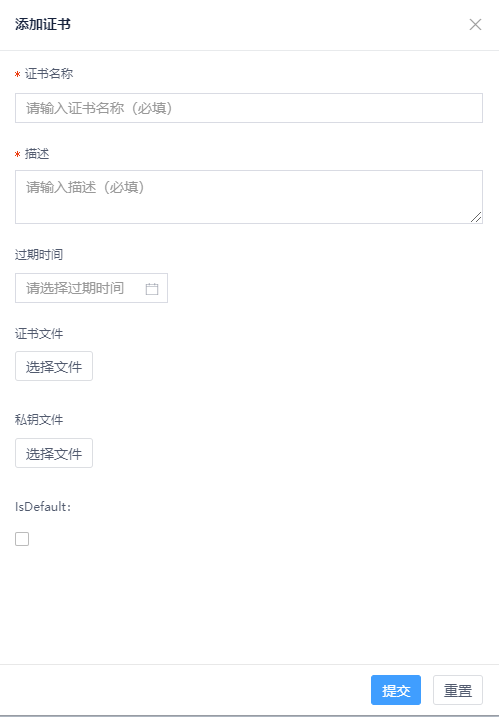 添加证书
* 证书名称
请输入证书名称（必填）
* 描述
请输入描述（必填）
过期时间
请选择过期时间
证书文件
选择文件
私钥文件
选择文件
IsDefault:
提交 重置